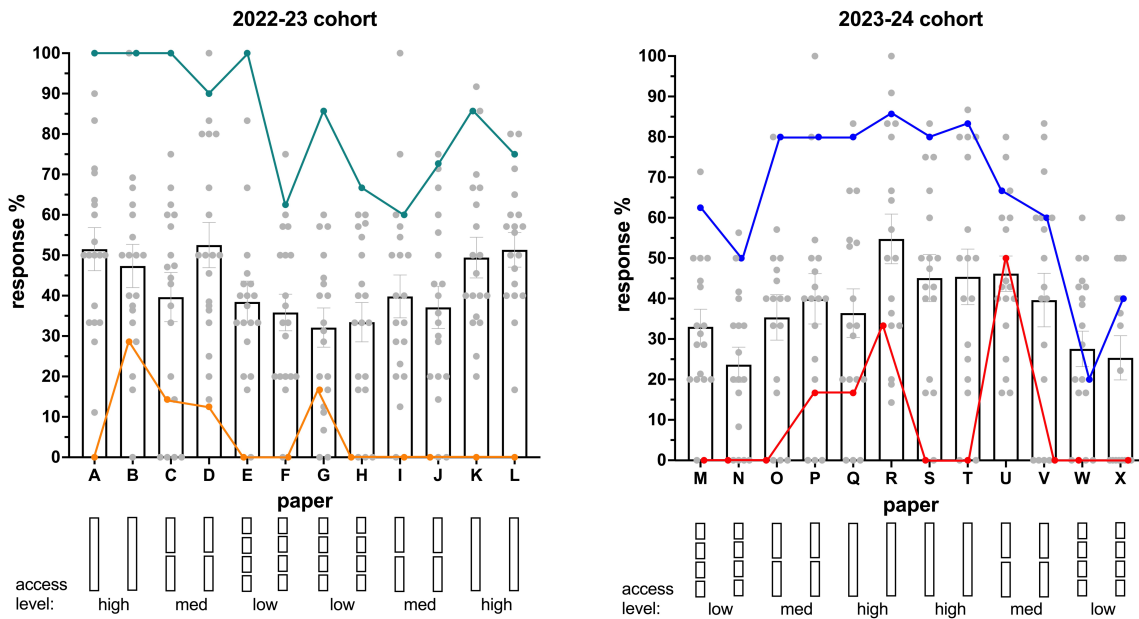 2022-23 cohort
response %
100
90
80
70
60
50
40
30
20
10
0
A B C D E F G H I J K L
paper
access
level: high med low low med high
2023-24 cohort
response %
100
90
80
70
60
50
40
30
20
10
0
M N O P Q R S T U V W X
paper
access
level: low med high high med low